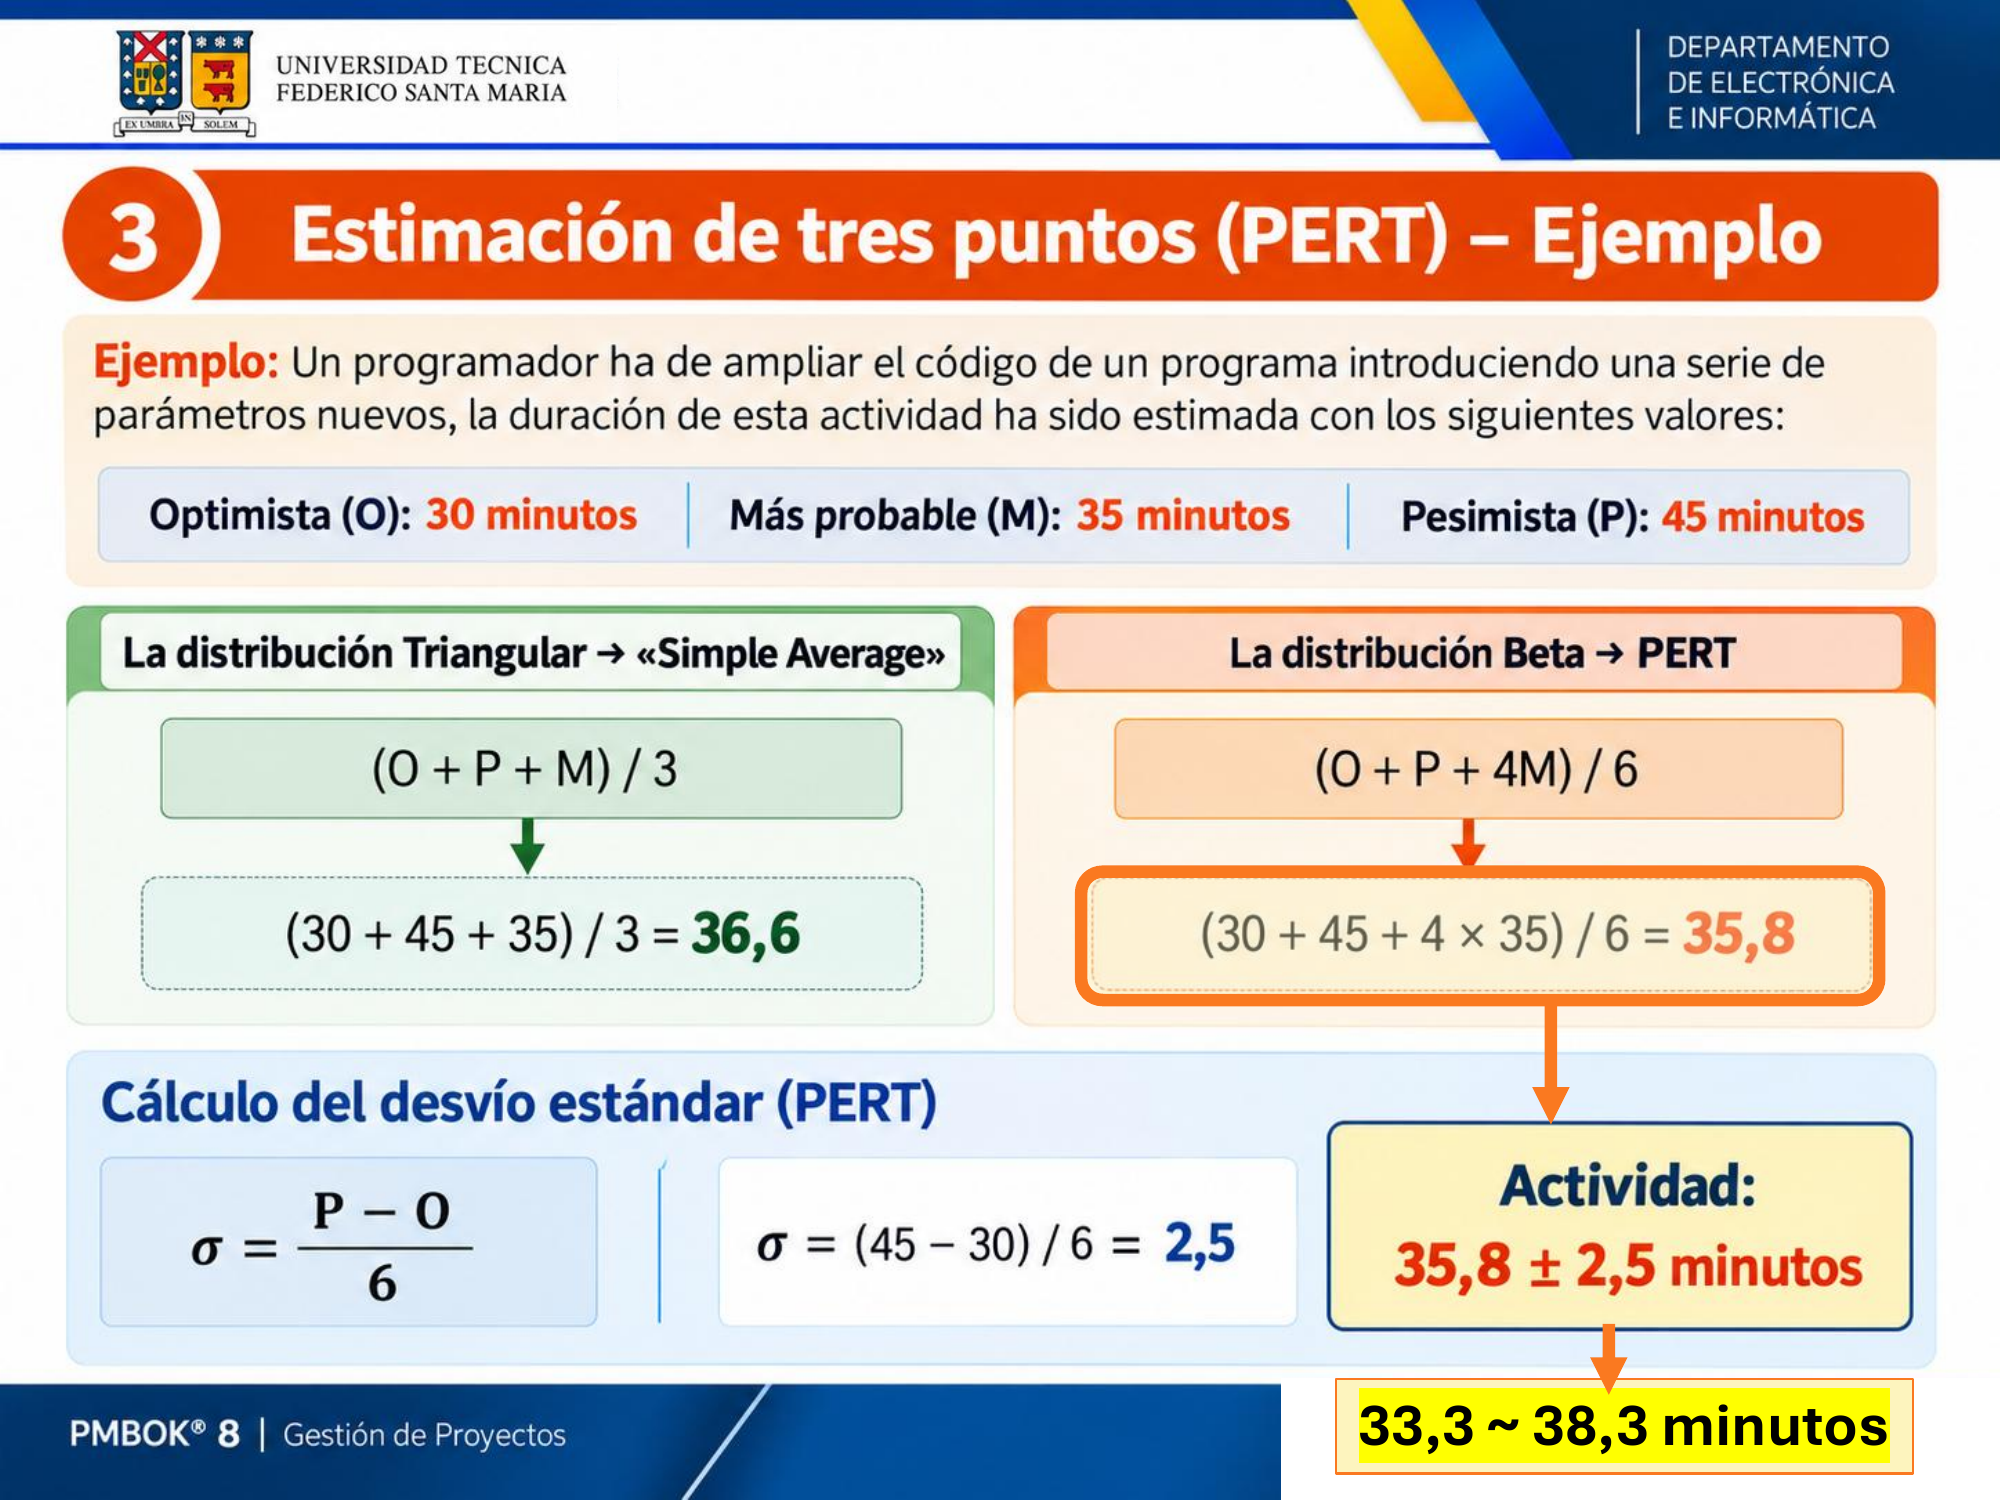 UNIVERSIDAD TECNICA
FEDERICO SANTA MARIA
EX UMBRA IN SOLEM
DEPARTAMENTO
DE ELECTRÓNICA
E INFORMÁTICA
3
Estimación de tres puntos (PERT) – Ejemplo
Ejemplo: Un programador ha de ampliar el código de un programa introduciendo una serie de
parámetros nuevos, la duración de esta actividad ha sido estimada con los siguientes valores:
Optimista (O): 30 minutos
Más probable (M): 35 minutos
Pesimista (P): 45 minutos
La distribución Triangular → «Simple Average»
(O + P + M) / 3
(30 + 45 + 35) / 3 = 36,6
La distribución Beta → PERT
(O + P + 4M) / 6
(30 + 45 + 4 × 35) / 6 = 35,8
Cálculo del desvío estándar (PERT)
σ = P – O / 6
σ = (45 – 30) / 6 = 2,5
Actividad:
35,8 ± 2,5 minutos
33,3 ~ 38,3 minutos
PMBOK® 8 | Gestión de Proyectos